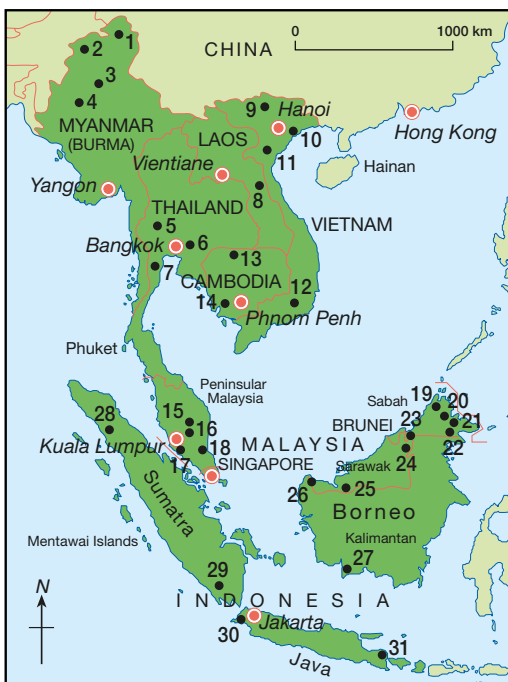 CHINA
0
1000 km
1
2
3
4
MYANMAR
(BURMA)
9
Hanoi
10
Hong Kong
LAOS
11
Vientiane
Hainan
Yangon
8
THAILAND
VIETNAM
5
Bangkok
6
7
13
CAMBODIA
12
14
Phnom Penh
Phuket
Peninsular
Malaysia
Sabah
19
20
28
15
16
BRUNEI
23
21
Kuala Lumpur
MALAYSIA
22
17
18
24
SINGAPORE
Sarawak
26
25
Sumatra
Borneo
Mentawai Islands
Kalimantan
27
29
N
INDONESIA
30
Jakarta
Java
31